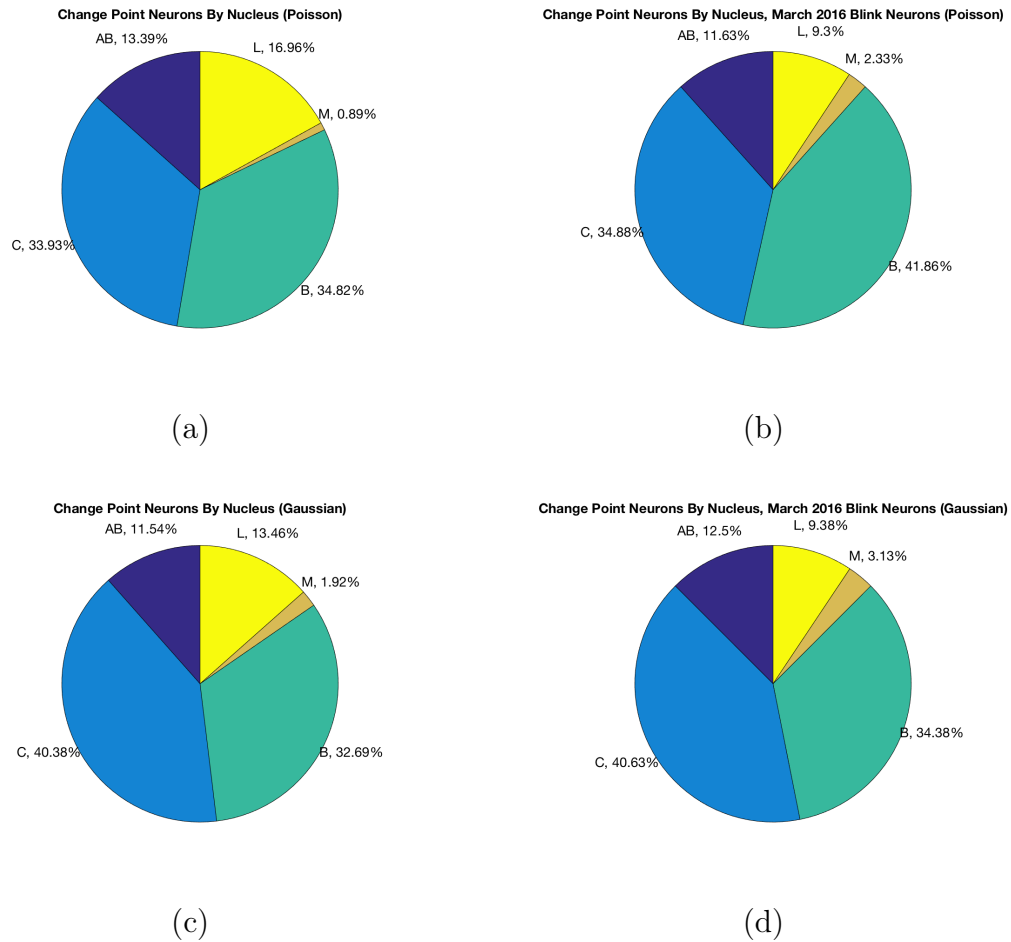 Change Point Neurons By Nucleus (Poisson)
AB, 13.39%
L, 16.96%
M, 0.89%
C, 33.93%
B, 34.82%
(a)
Change Point Neurons By Nucleus, March 2016 Blink Neurons (Poisson)
AB, 11.63%
L, 9.3%
M, 2.33%
C, 34.88%
B, 41.86%
(b)
Change Point Neurons By Nucleus (Gaussian)
AB, 11.54%
L, 13.46%
M, 1.92%
C, 40.38%
B, 32.69%
(c)
Change Point Neurons By Nucleus, March 2016 Blink Neurons (Gaussian)
AB, 12.5%
L, 9.38%
M, 3.13%
C, 40.63%
B, 34.38%
(d)